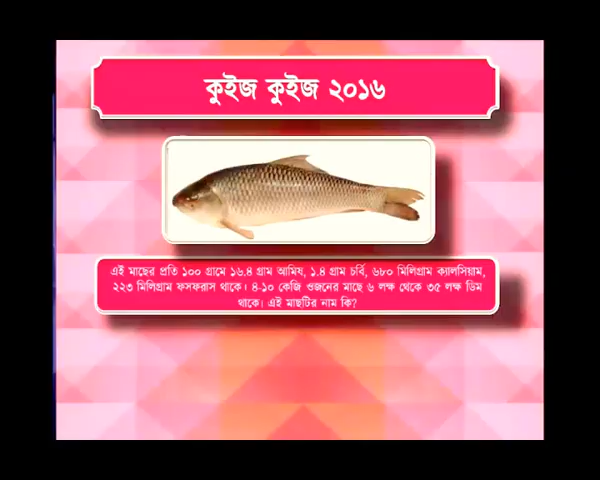 কুইজ কুইজ ২০১৬
এই মাছের প্রতি ১০০ গ্রামে ১৬.৪ গ্রাম আমিষ, ১.৪ গ্রাম চর্বি, ৬৮০ মিলিগ্রাম ক্যালসিয়াম,
২২৩ মিলিগ্রাম ফসফরাস থাকে। ৪-১০ কেজি ওজনের মাছে ৬ লক্ষ থেকে ৩৫ লক্ষ ডিম
থাকে। এই মাছটির নাম কি?